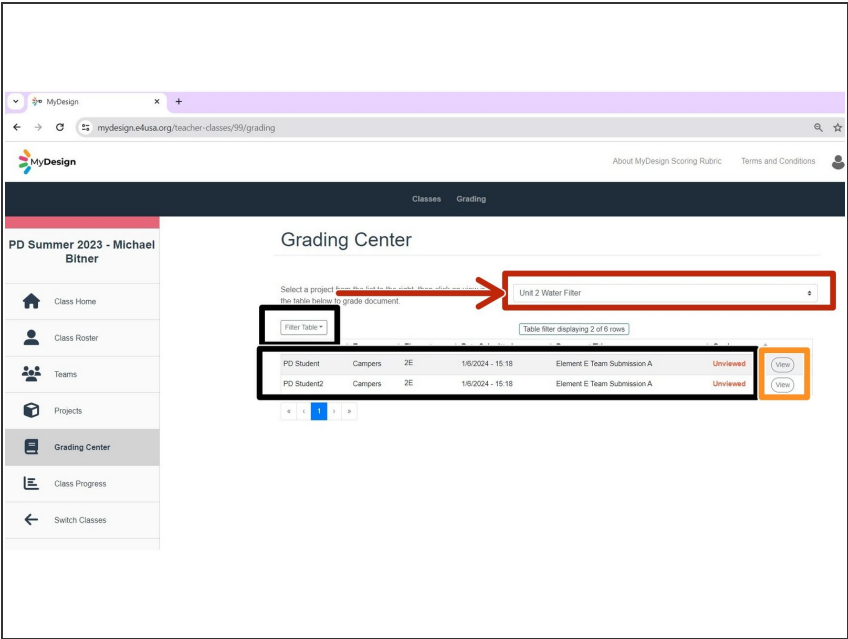 MyDesign
mydesign.e4usa.org/teacher-classes/99/grading
MyDesign
About MyDesign Scoring Rubric Terms and Conditions
Classes Grading
PD Summer 2023 - Michael
Bitner
Class Home
Class Roster
Teams
Projects
Grading Center
Class Progress
Switch Classes
Grading Center
Select a project from the list to the right, then click on view
the table below to grade document.
Unit 2 Water Filter
Filter Table
Table filter displaying 2 of 6 rows
PD Student Campers 2E 1/6/2024 - 15:18 Element E Team Submission A Unviewed View
PD Student2 Campers 2E 1/6/2024 - 15:18 Element E Team Submission A Unviewed View
« ‹ 1 › »